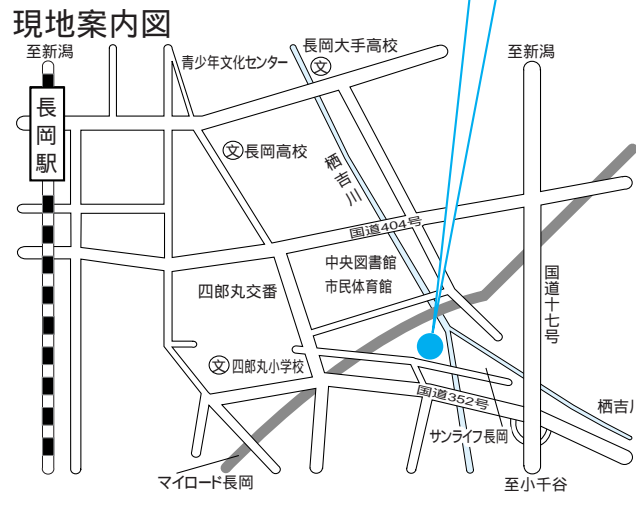 現地案内図
至新潟
青少年文化センター
長岡大手高校
文
至新潟
長岡駅
文長岡高校
栖吉川
国道404号
中央図書館
市民体育館
国道十七号
四郎丸交番
文四郎丸小学校
国道352号
栖吉川
サンライフ長岡
マイロード長岡
至小千谷